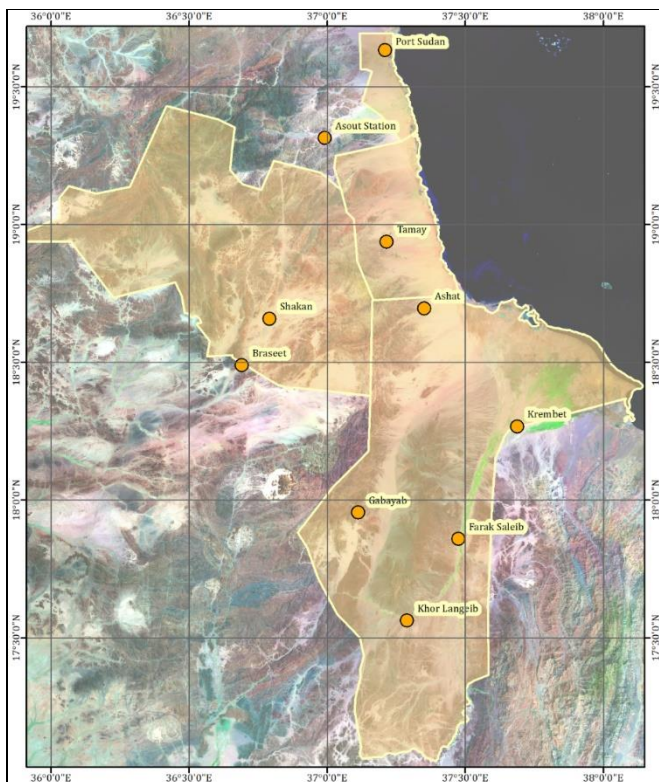 36°0'0"E
36°30'0"E
37°0'0"E
37°30'0"E
38°0'0"E
Port Sudan
19°30'0"N
19°30'0"N
Asout Station
19°0'0"N
19°0'0"N
Tamay
Ashat
Shakan
18°30'0"N
18°30'0"N
Braseet
Krembet
18°0'0"N
18°0'0"N
Gabayab
Farak Saleib
Khor Langeib
17°30'0"N
17°30'0"N
36°0'0"E
36°30'0"E
37°0'0"E
37°30'0"E
38°0'0"E